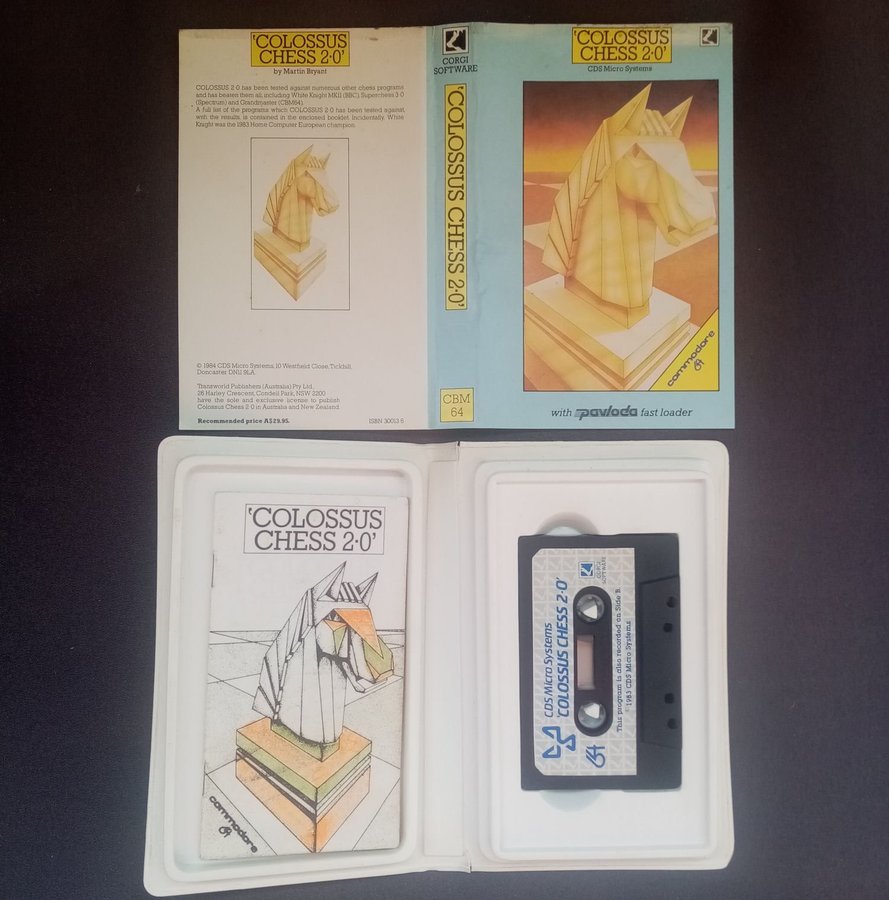 'COLOSSUS
CHESS 2·0'
by Martin Bryant
COLOSSUS 2·0 has been tested against numerous other chess programs
and has beaten them all, including White Knight MKII (BBC), Superchess 3·0
(Spectrum) and Grandmaster (CBM64).
A full list of the programs which COLOSSUS 2·0 has been tested against,
with the results, is contained in the enclosed booklet. Incidentally, White
Knight was the 1983 Home Computer European champion.
© 1984 CDS Micro Systems, 10 Westfield Close, Tickhill,
Doncaster DN11 9LA.
Transworld Publishers (Australia) Pty Ltd.,
26 Harley Crescent, Condell Park, NSW 2200
have the sole and exclusive license to publish
Colossus Chess 2·0 in Australia and New Zealand.
Recommended price A$29.95.
ISBN 30013 6
CORGI
SOFTWARE
'COLOSSUS CHESS 2·0'
CBM
64
'COLOSSUS
CHESS 2·0'
CDS Micro Systems
commodore
64
with pavloda fast loader
'COLOSSUS
CHESS 2·0'
commodore
64
CORGI
SOFTWARE
CDS Micro Systems
'COLOSSUS CHESS 2·0'
64
This program is also recorded on Side B.
© 1983 CDS Micro Systems